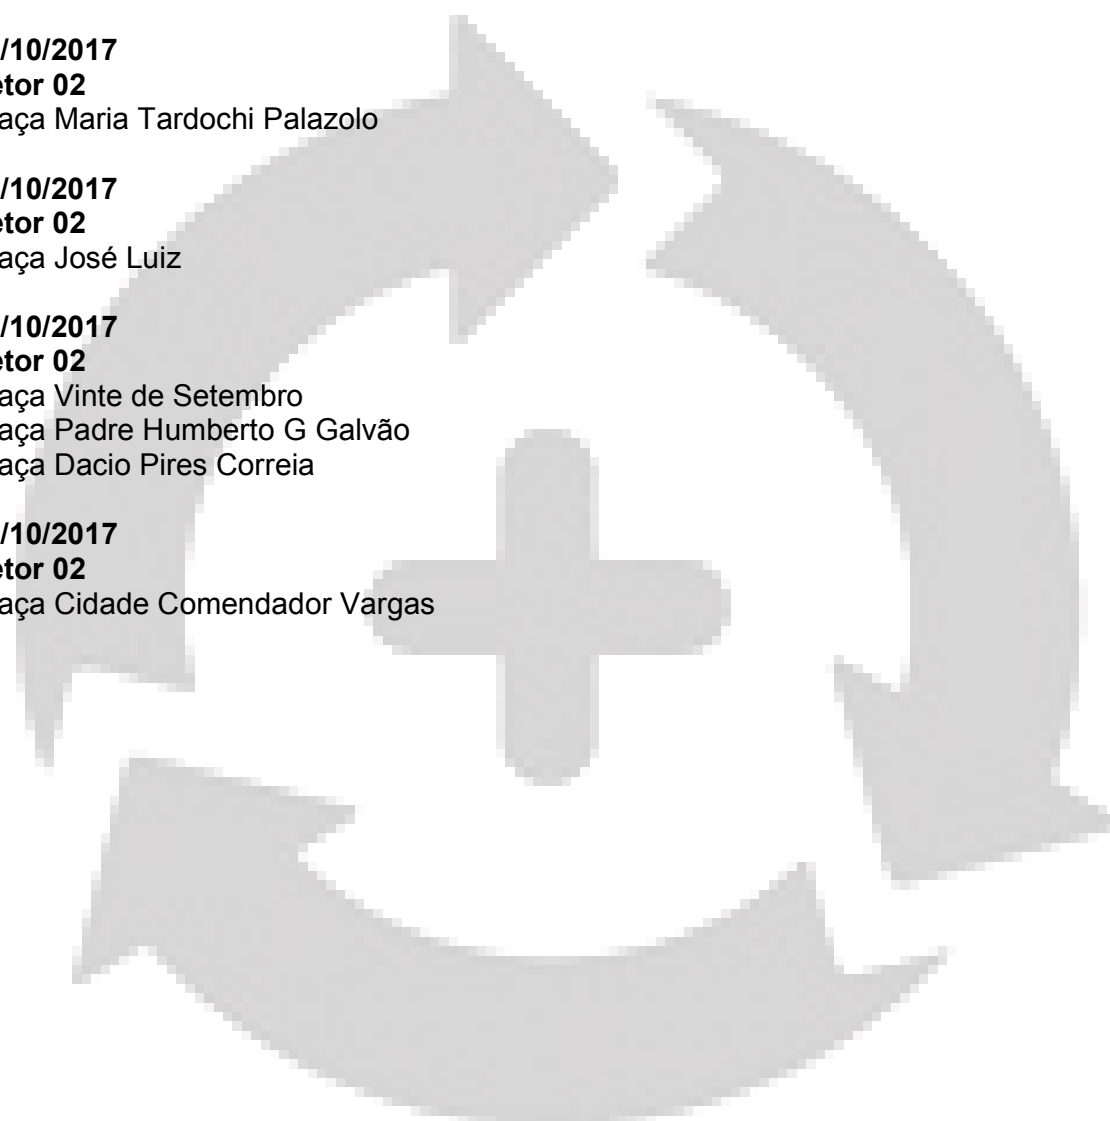 /10/2017
etor 02
aça Maria Tardochi Palazolo
/10/2017
etor 02
aça José Luiz
/10/2017
etor 02
aça Vinte de Setembro
aça Padre Humberto G Galvão
aça Dacio Pires Correia
/10/2017
etor 02
aça Cidade Comendador Vargas